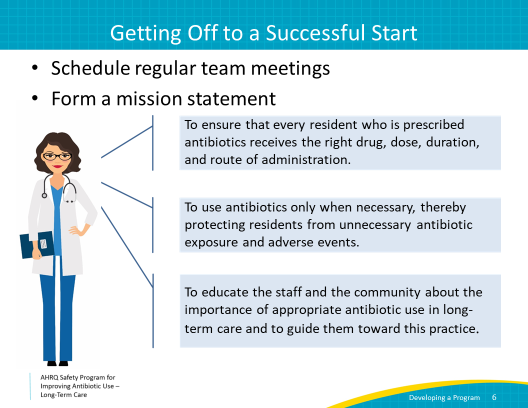 Getting Off to a Successful Start
• Schedule regular team meetings
• Form a mission statement
To ensure that every resident who is prescribed
antibiotics receives the right drug, dose, duration,
and route of administration.
To use antibiotics only when necessary, thereby
protecting residents from unnecessary antibiotic
exposure and adverse events.
To educate the staff and the community about the
importance of appropriate antibiotic use in long-
term care and to guide them toward this practice.
AHRQ Safety Program for
Improving Antibiotic Use –
Long-Term Care
Developing a Program 6